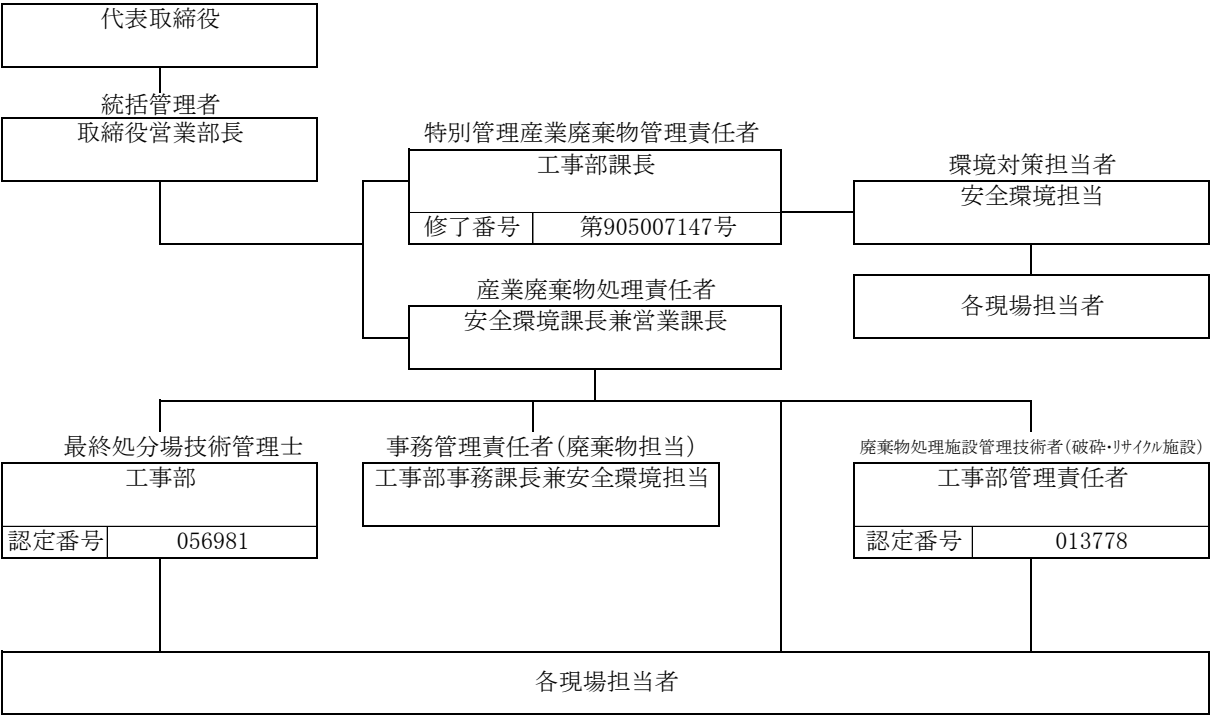 代表取締役
統括管理者
取締役営業部長
特別管理産業廃棄物管理責任者
工事部課長
修了番号 第905007147号
環境対策担当者
安全環境担当
各現場担当者
産業廃棄物処理責任者
安全環境課長兼営業課長
最終処分場技術管理士
工事部
認定番号 056981
事務管理責任者(廃棄物担当)
工事部事務課長兼安全環境担当
廃棄物処理施設管理技術者(破砕・リサイクル施設)
工事部管理責任者
認定番号 013778
各現場担当者